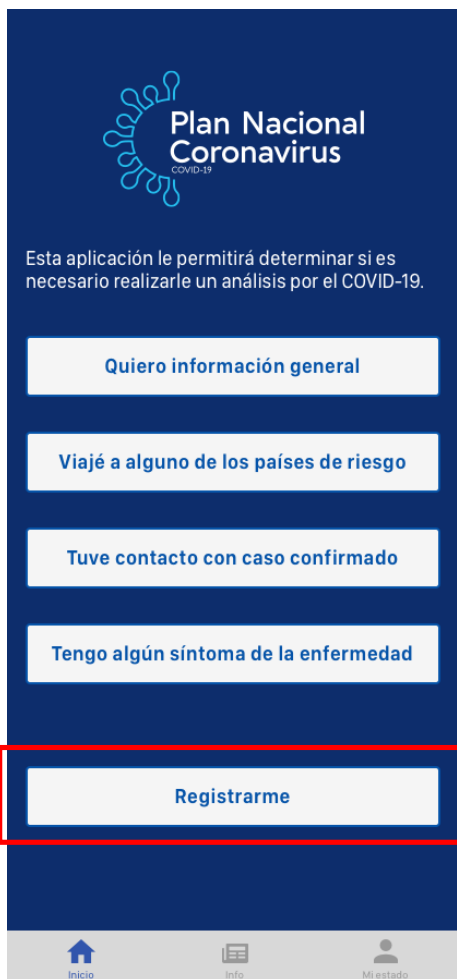 Plan Nacional
Coronavirus
COVID-19
Esta aplicación le permitirá determinar si es
necesario realizarle un análisis por el COVID-19.
Quiero información general
Viajé a alguno de los países de riesgo
Tuve contacto con caso confirmado
Tengo algún síntoma de la enfermedad
Registrarme
Inicio
Info
Mi estado